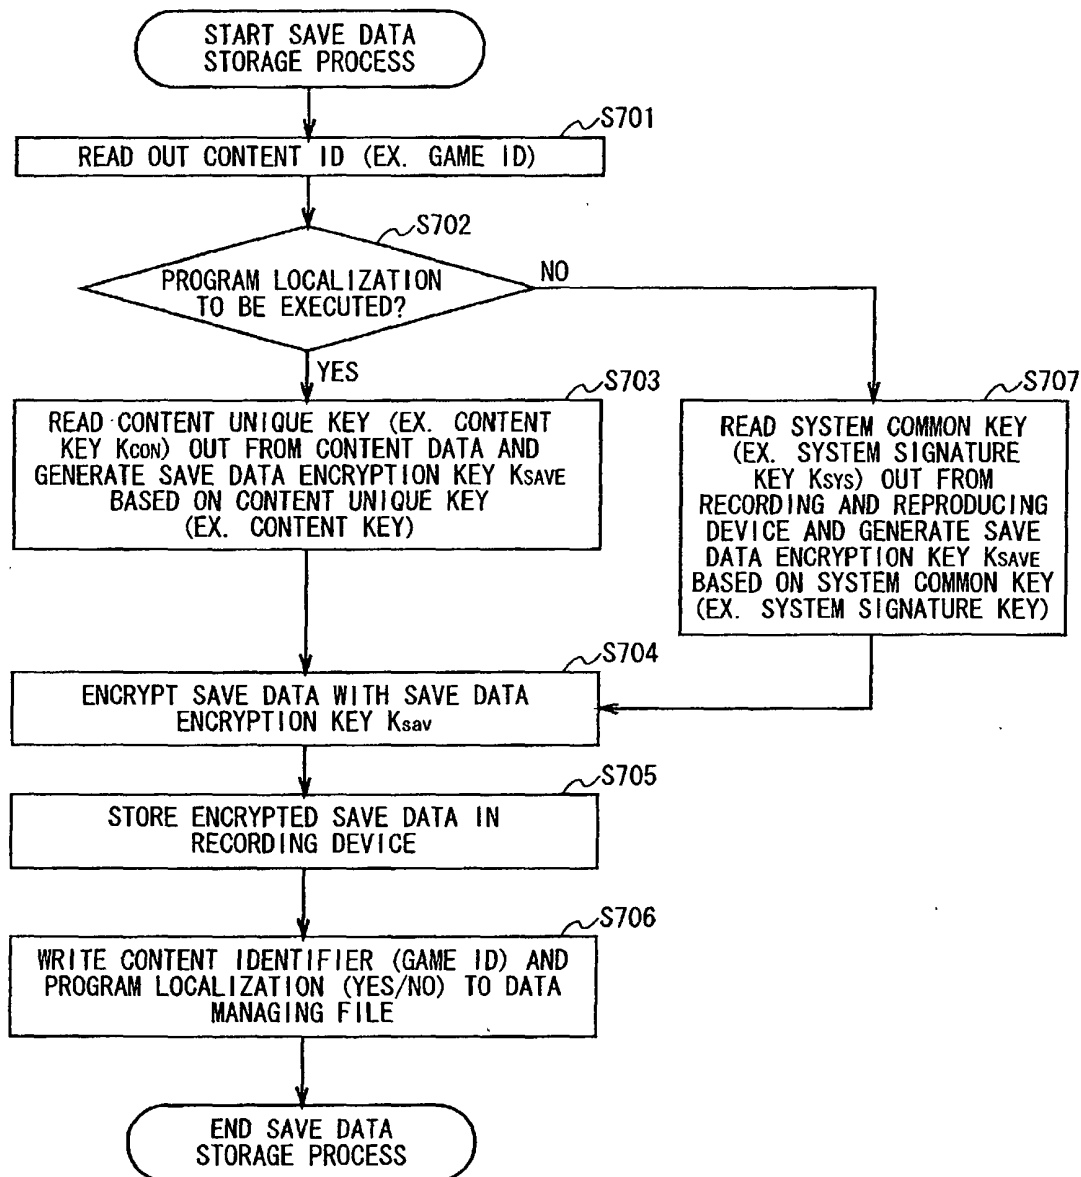 START SAVE DATA
STORAGE PROCESS
S701
READ OUT CONTENT ID (EX. GAME ID)
S702
PROGRAM LOCALIZATION
TO BE EXECUTED?
NO
YES
S703
READ CONTENT UNIQUE KEY (EX. CONTENT
KEY KCON) OUT FROM CONTENT DATA AND
GENERATE SAVE DATA ENCRYPTION KEY KSAVE
BASED ON CONTENT UNIQUE KEY
(EX. CONTENT KEY)
S707
READ SYSTEM COMMON KEY
(EX. SYSTEM SIGNATURE
KEY KSYS) OUT FROM
RECORDING AND REPRODUCING
DEVICE AND GENERATE SAVE
DATA ENCRYPTION KEY KSAVE
BASED ON SYSTEM COMMON KEY
(EX. SYSTEM SIGNATURE KEY)
S704
ENCRYPT SAVE DATA WITH SAVE DATA
ENCRYPTION KEY Ksav
S705
STORE ENCRYPTED SAVE DATA IN
RECORDING DEVICE
S706
WRITE CONTENT IDENTIFIER (GAME ID) AND
PROGRAM LOCALIZATION (YES/NO) TO DATA
MANAGING FILE
END SAVE DATA
STORAGE PROCESS